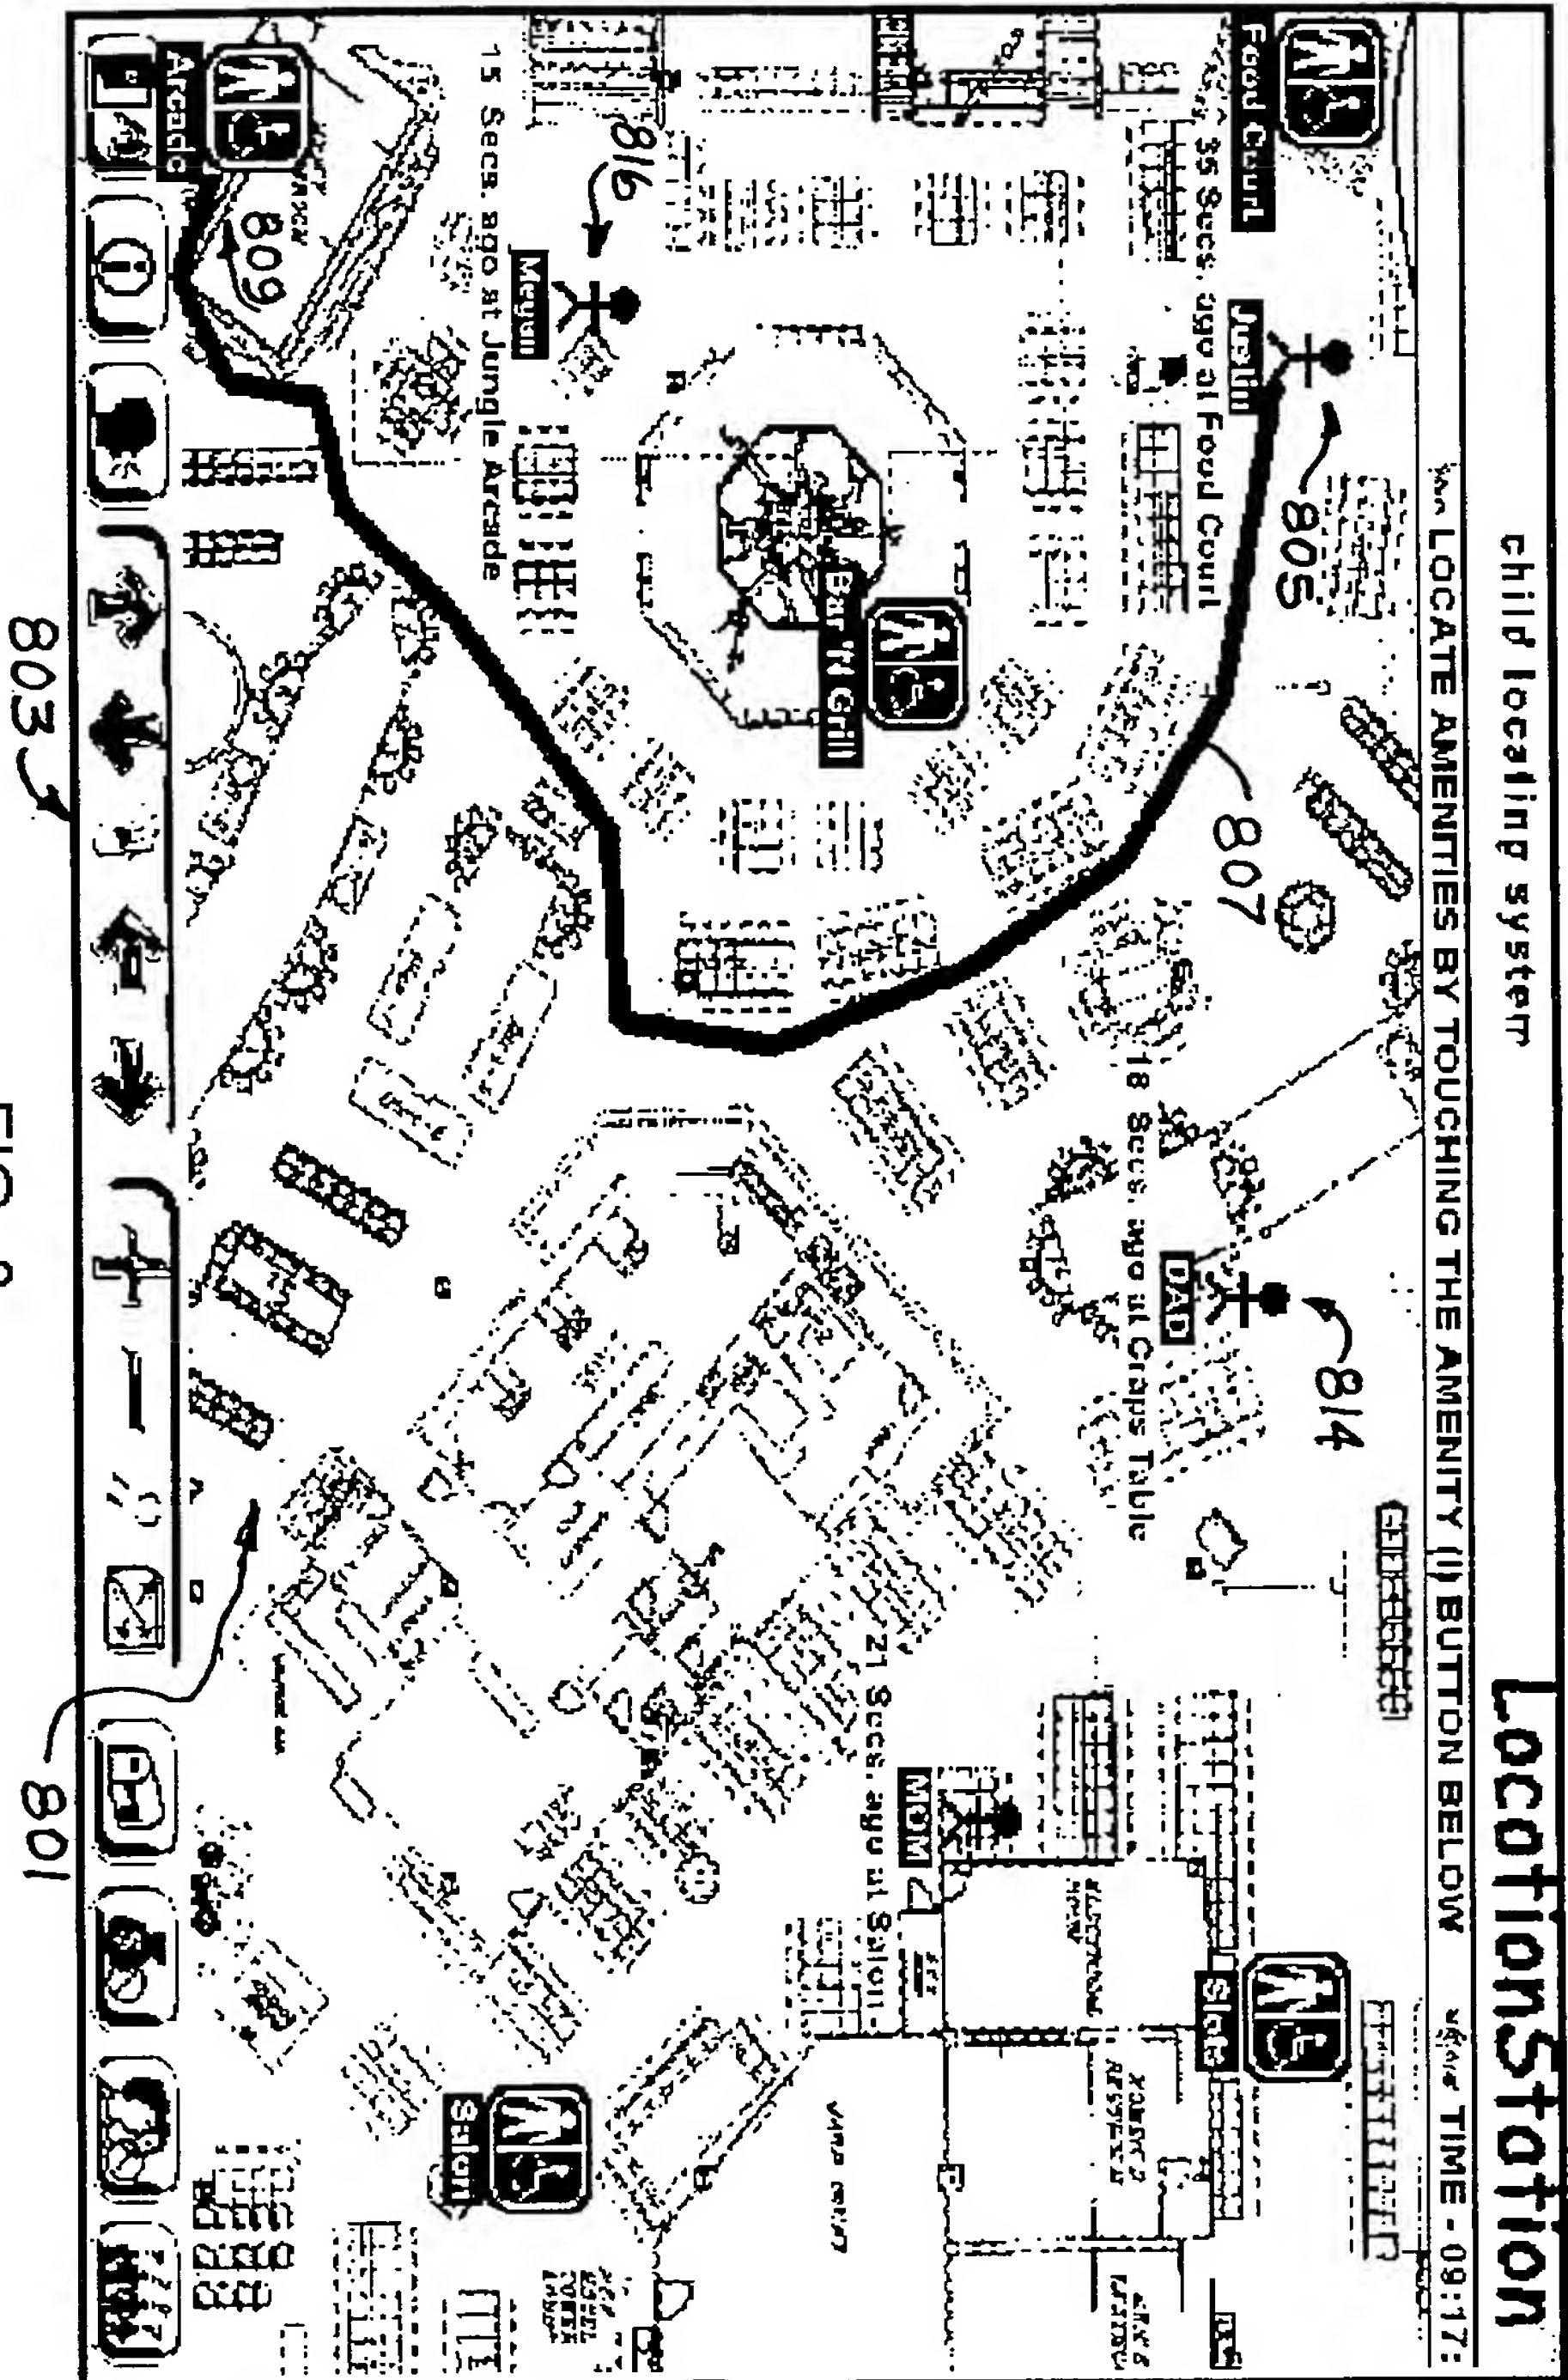 child locating system
LocationStation
LOCATE AMENITIES BY TOUCHING THE AMENITY (I) BUTTON BELOW
TIME - 09:17:
Food Court
Justin
805
35 Secs. ago at Food Court
807
DAD
814
18 Secs. ago at Craps Table
Slots
Bar 'N Grill
MOM
21 Secs. ago at Salon
816
Megan
15 Secs. ago at Jungle Arcade
Salon
Arcade
809
803
801